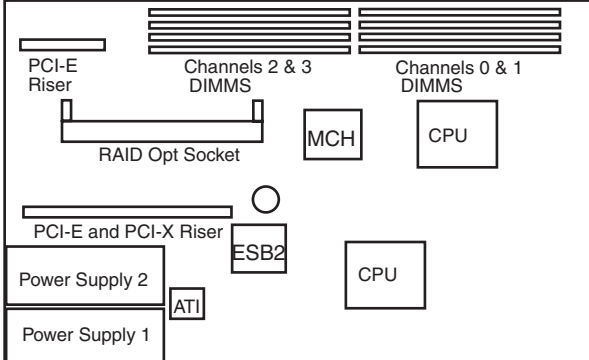 PCI-E
Riser
Channels 2 & 3
DIMMS
Channels 0 & 1
DIMMS
RAID Opt Socket
MCH
CPU
PCI-E and PCI-X Riser
ESB2
CPU
Power Supply 2
ATI
Power Supply 1